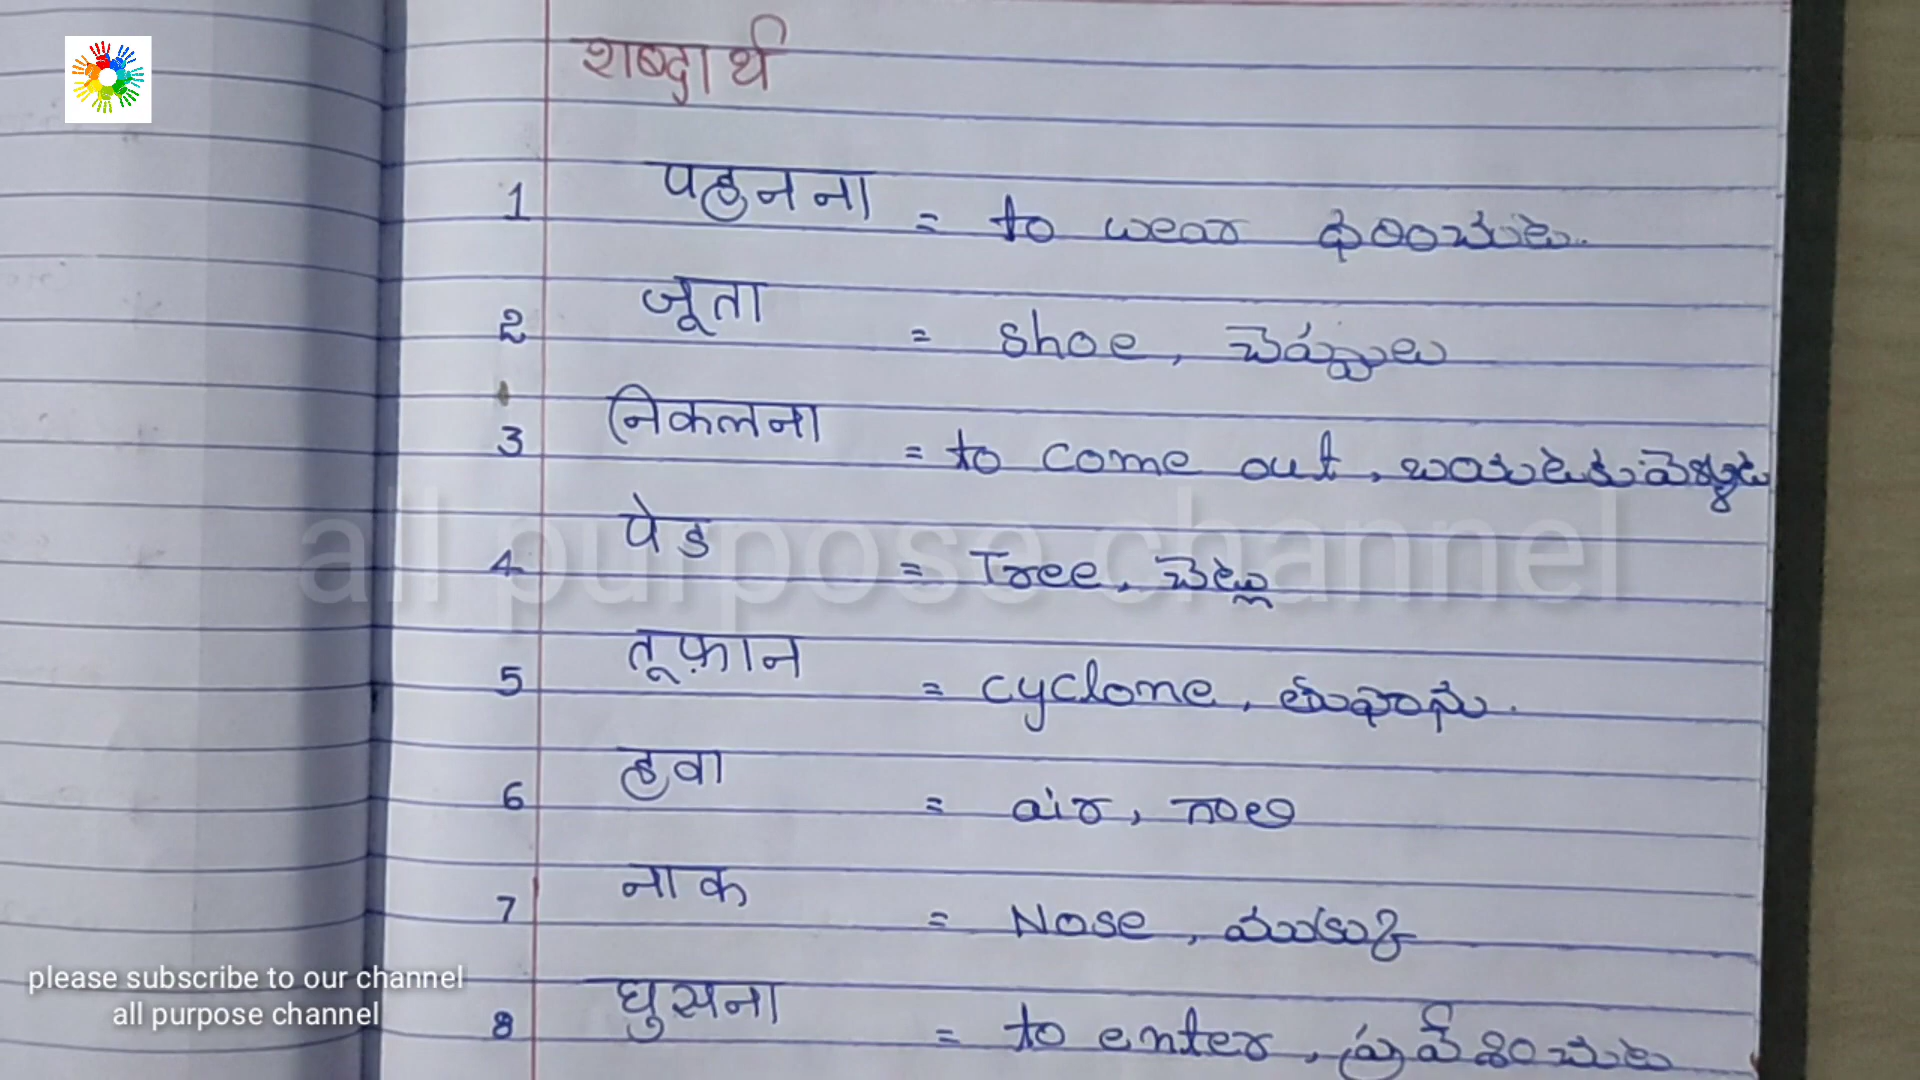 शब्दार्थ
1 पहनना = to wear ధరించుట.
2 जूता = shoe, చెప్పులు
3 निकलना = to come out, బయటకు వెళ్ళుట
4 पेड = Tree, చెట్టు
all purpose channel
5 तूफ़ान = cyclone, తుఫాను.
6 हवा = air, గాలి
7 नाक = Nose, ముక్కు
8 घुसना = to enter, ప్రవేశించుట
please subscribe to our channel
all purpose channel